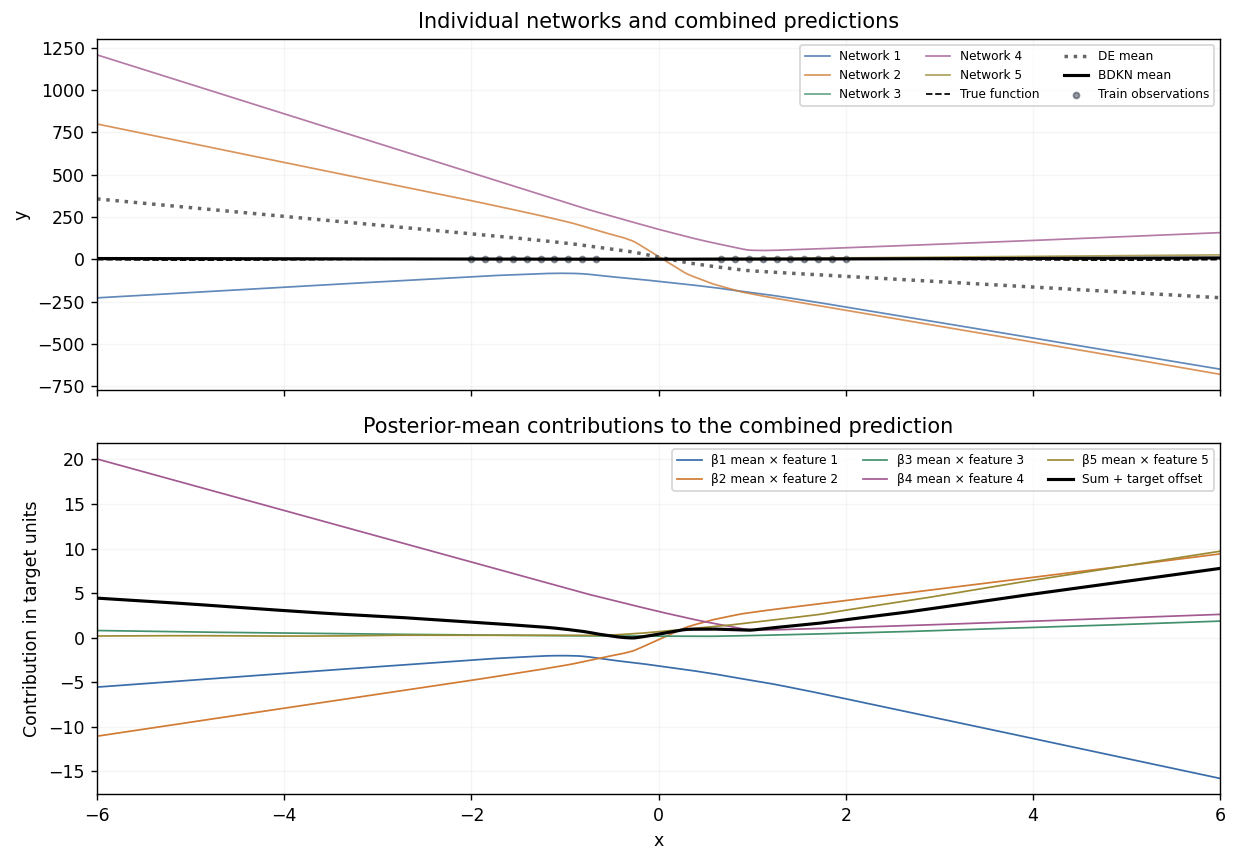 Individual networks and combined predictions
1250
1000
750
500
250
0
−250
−500
−750
y
Network 1
Network 2
Network 3
Network 4
Network 5
True function
DE mean
BDKN mean
Train observations
Posterior-mean contributions to the combined prediction
20
15
10
5
0
−5
−10
−15
Contribution in target units
β1 mean × feature 1
β2 mean × feature 2
β3 mean × feature 3
β4 mean × feature 4
β5 mean × feature 5
Sum + target offset
−6
−4
−2
0
2
4
6
x